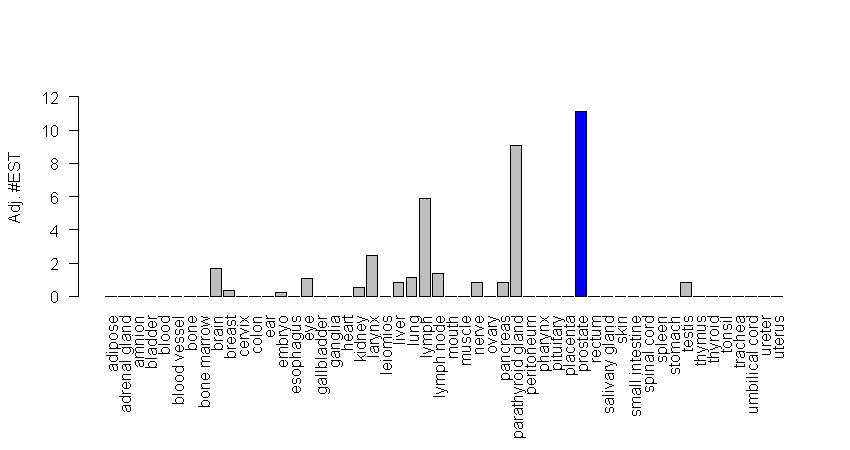 Adj. #EST
12
10
8
6
4
2
0
adipose
adrenal gland
amnion
bladder
blood
blood vessel
bone
bone marrow
brain
breast
cervix
colon
ear
embryo
esophagus
eye
gallbladder
ganglia
heart
kidney
larynx
leiomios
liver
lung
lymph
lymph node
mouth
muscle
nerve
ovary
pancreas
parathyroid gland
peritoneum
pharynx
pituitary
placenta
prostate
rectum
salivary gland
skin
small intestine
spinal cord
spleen
stomach
testis
thymus
thyroid
tonsil
trachea
umbilical cord
ureter
uterus